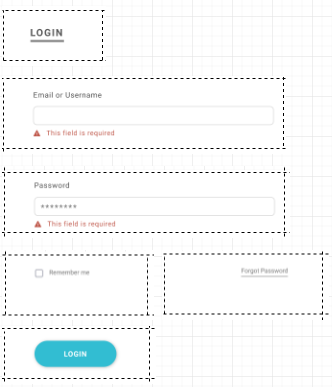 LOGIN
Email or Username
This field is required
Password
********
This field is required
Remember me
Forgot Password
LOGIN